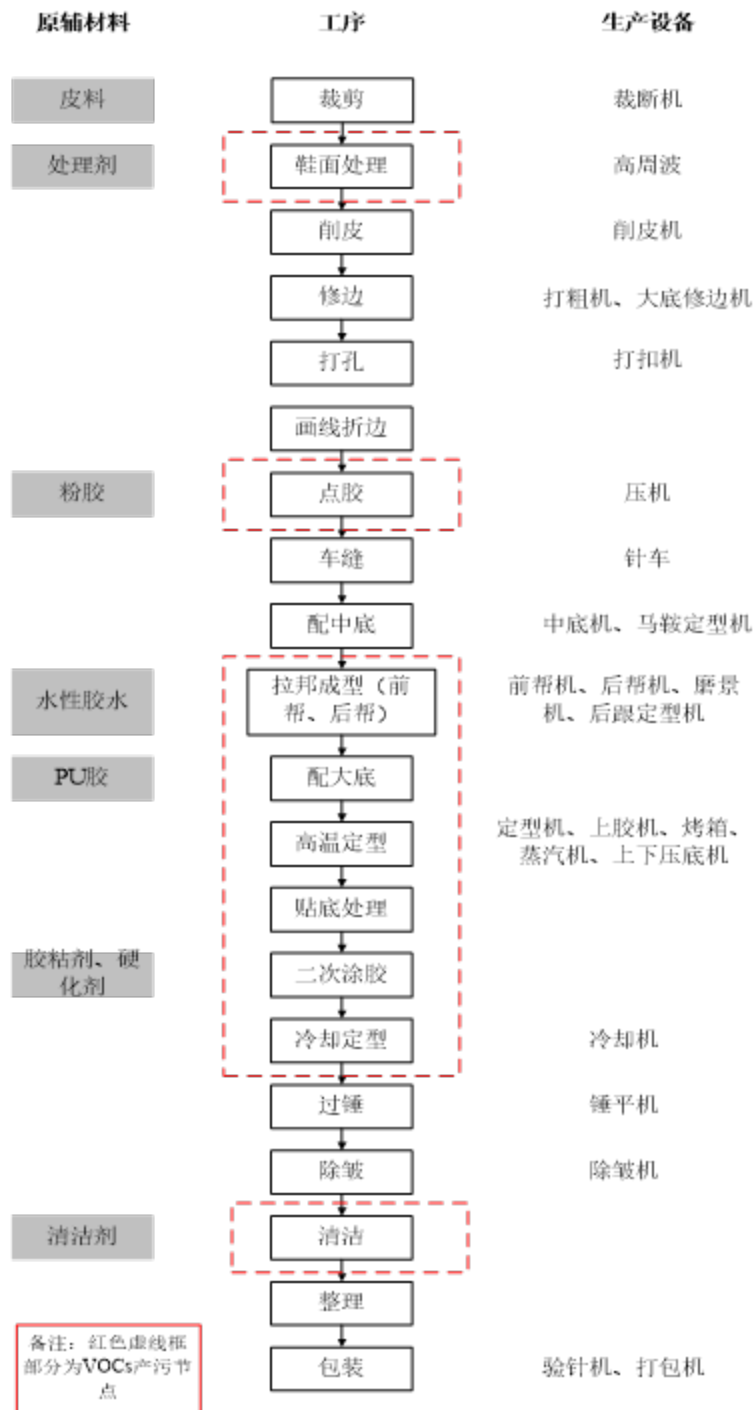 原辅材料 工序 生产设备
皮料 裁剪 裁断机
处理剂 鞋面处理 高周波
削皮 削皮机
修边 打粗机、大底修边机
打孔 打扣机
画线折边
粉胶 点胶 压机
车缝 针车
配中底 中底机、马鞍定型机
水性胶水
拉邦成型（前
帮、后帮）
前帮机、后帮机、磨景
机、后跟定型机
PU胶 配大底
高温定型
定型机、上胶机、烤箱、
蒸汽机、上下压底机
贴底处理
胶粘剂、硬
化剂
二次涂胶
冷却定型 冷却机
过锤 锤平机
除皱 除皱机
清洁剂 清洁
整理
包装 验针机、打包机
备注：红色虚线框
部分为VOCs产污节
点